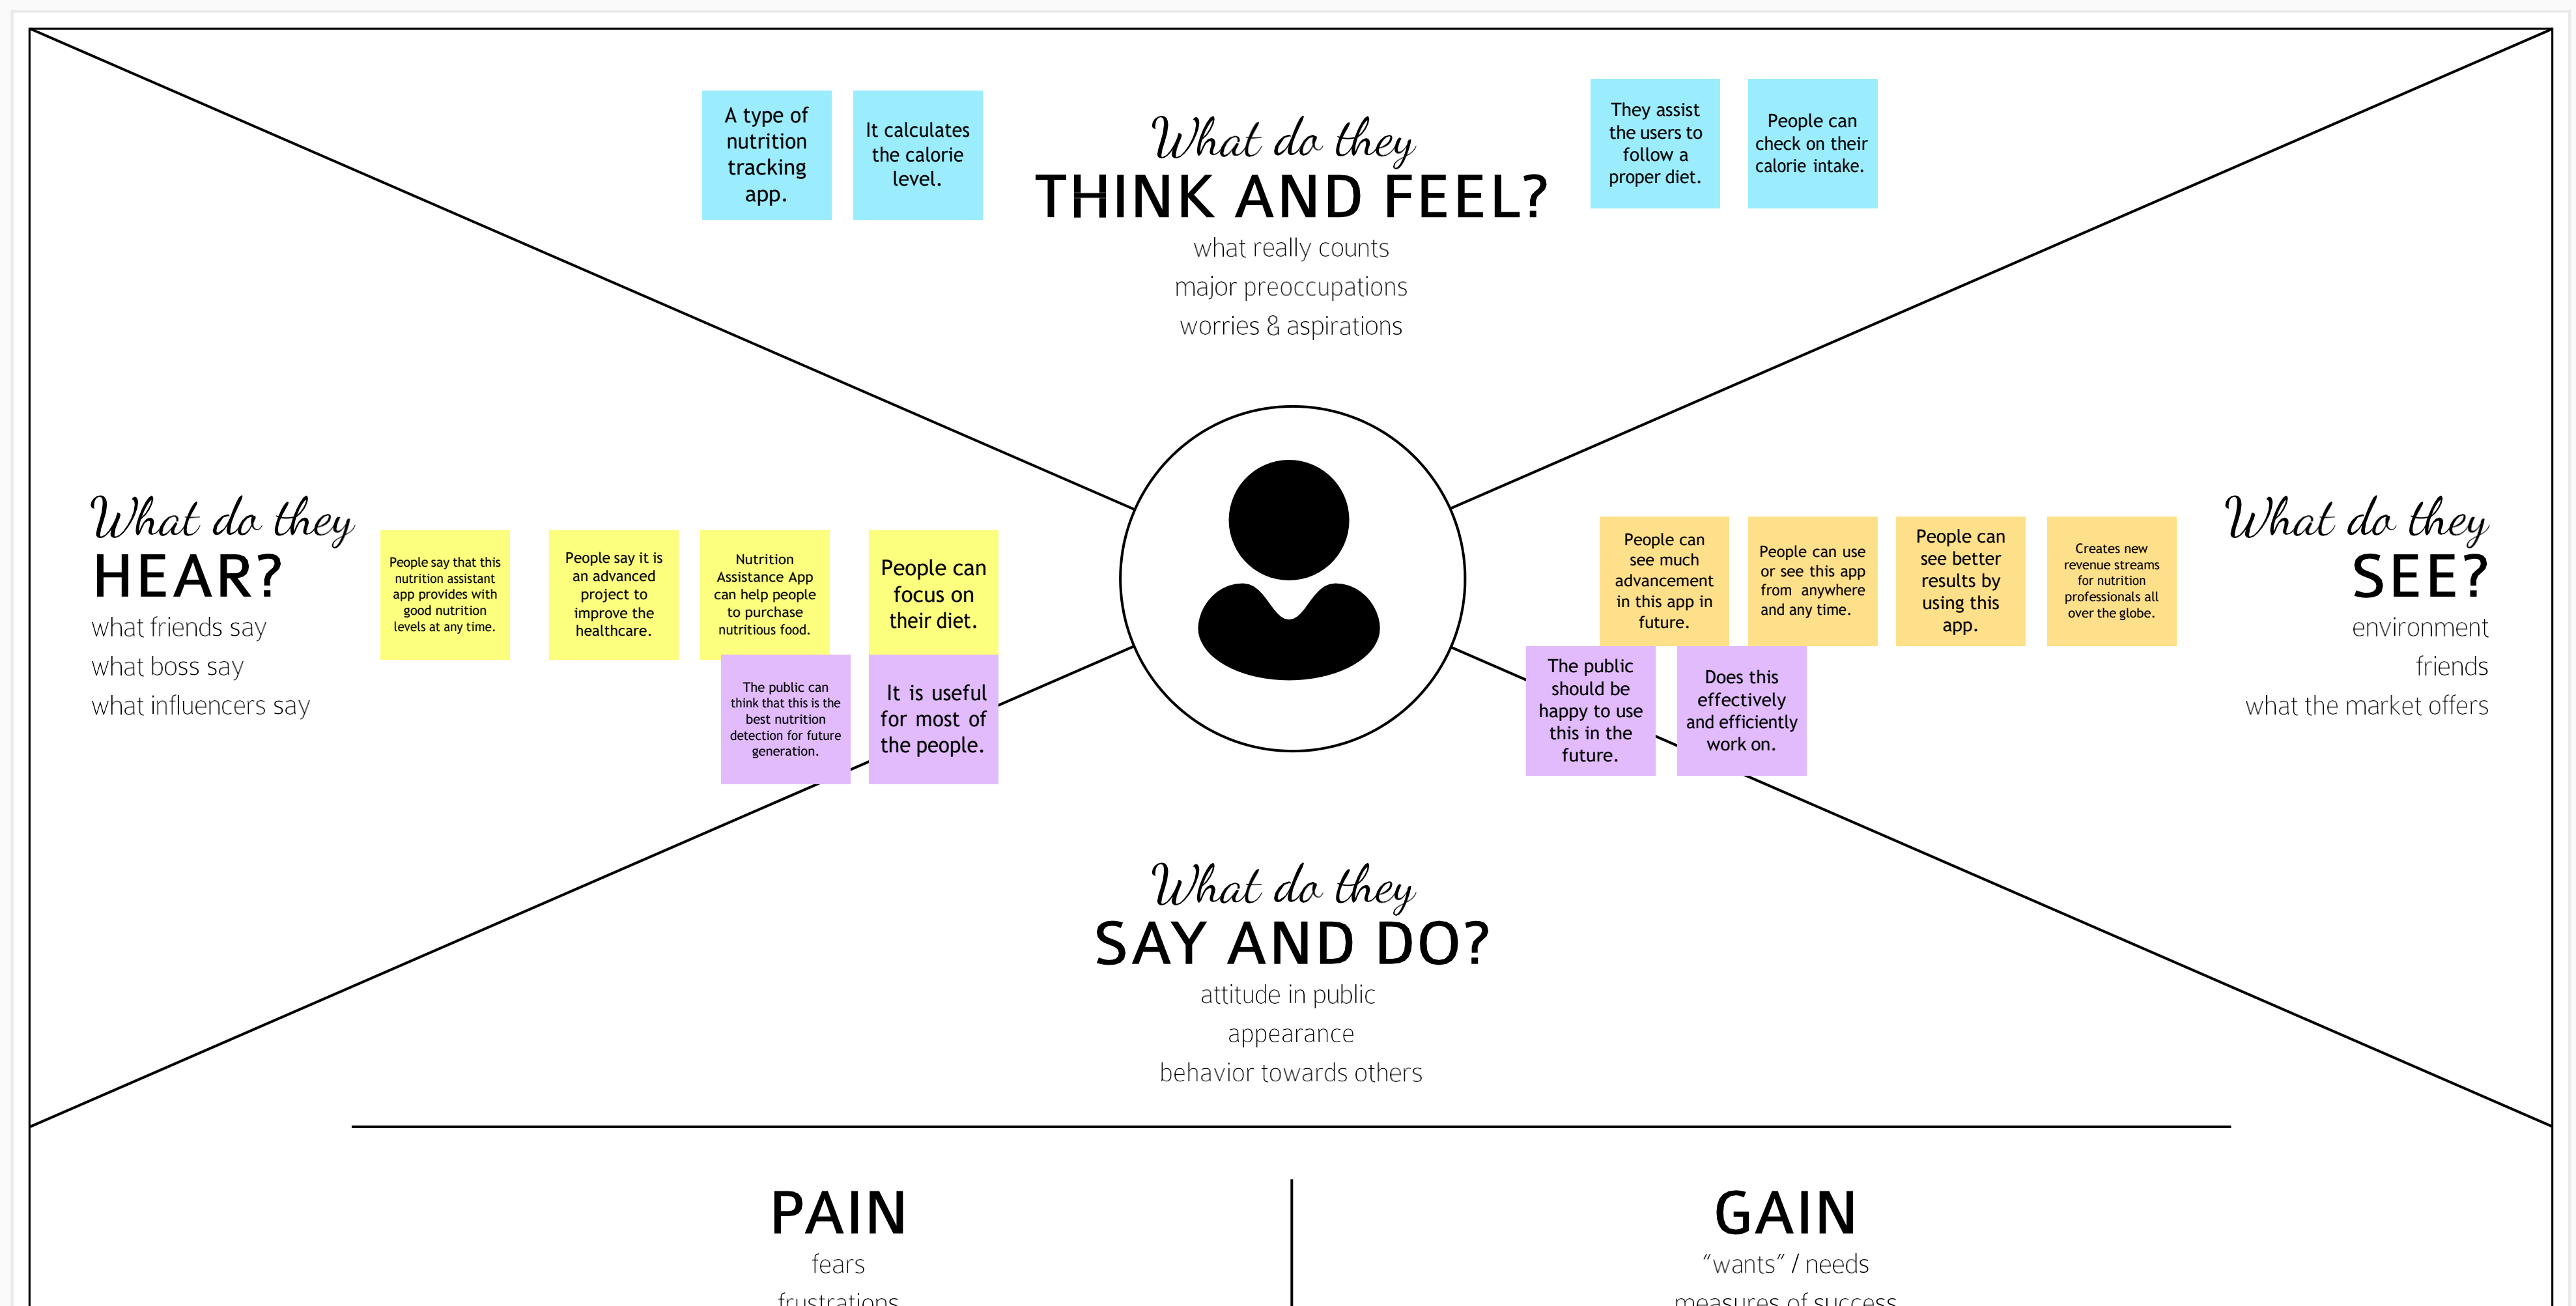 A type of
nutrition
tracking
app.
It calculates
the calorie
level.
What do they
THINK AND FEEL?
what really counts
major preoccupations
worries & aspirations
They assist
the users to
follow a
proper diet.
People can
check on their
calorie intake.
What do they
HEAR?
what friends say
what boss say
what influencers say
People say that this
nutrition assistant
app provides with
good nutrition
levels at any time.
People say it is
an advanced
project to
improve the
healthcare.
Nutrition
Assistance App
can help people
to purchase
nutritious food.
People can
focus on
their diet.
The public can
think that this is the
best nutrition
detection for future
generation.
It is useful
for most of
the people.
People can
see much
advancement
in this app in
future.
People can use
or see this app
from anywhere
and any time.
People can
see better
results by
using this
app.
Creates new
revenue streams
for nutrition
professionals all
over the globe.
What do they
SEE?
environment
friends
what the market offers
The public
should be
happy to use
this in the
future.
Does this
effectively
and efficiently
work on.
What do they
SAY AND DO?
attitude in public
appearance
behavior towards others
PAIN
fears
frustrations
GAIN
“wants” / needs
measures of success